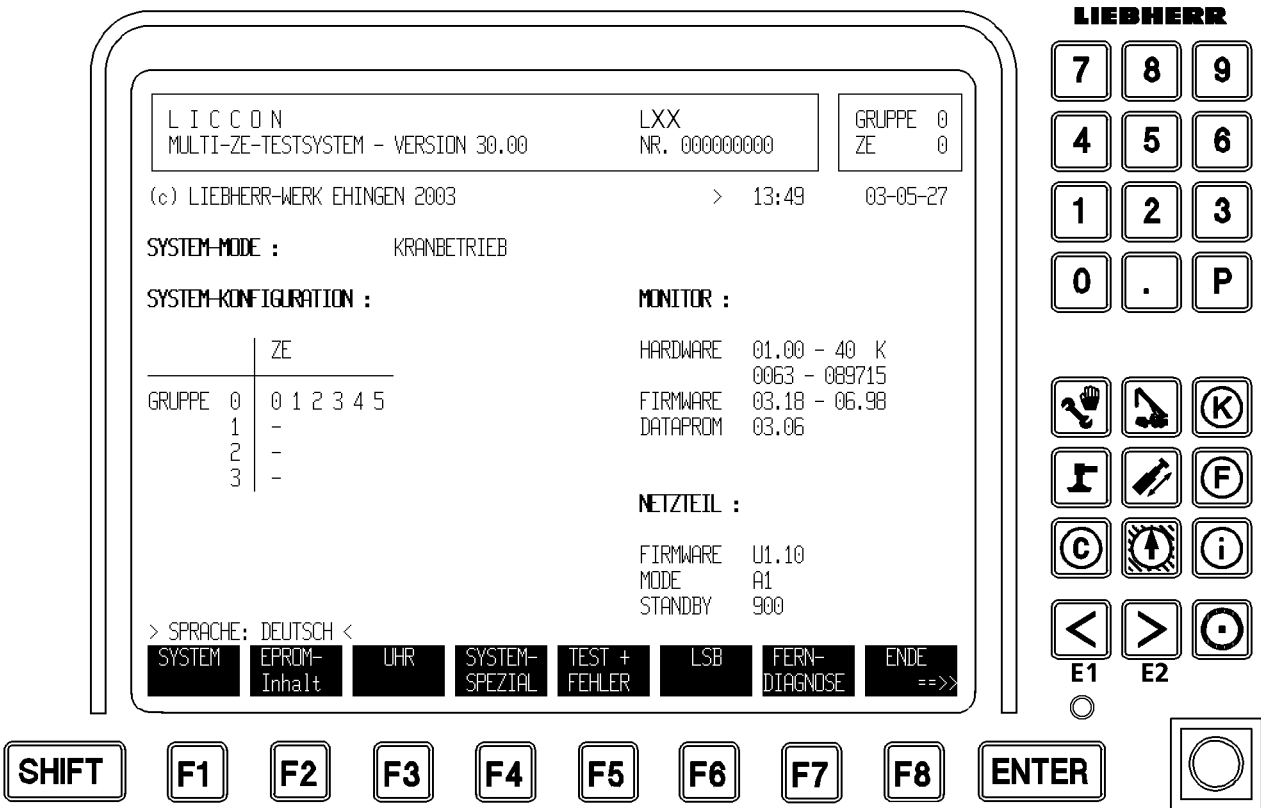 LIEBHERR
L I C C O N
MULTI-ZE-TESTSYSTEM - VERSION 30.00
LXX
NR. 000000000
GRUPPE 0
ZE 0
(c) LIEBHERR-WERK EHINGEN 2003 > 13:49 03-05-27
SYSTEM-MODE : KRANBETRIEB
SYSTEM-KONFIGURATION :
ZE
GRUPPE 0 0 1 2 3 4 5
1 -
2 -
3 -
MONITOR :
HARDWARE 01.00 - 40 K
0063 - 089715
FIRMWARE 03.18 - 06.98
DATAPROM 03.06
NETZTEIL :
FIRMWARE U1.10
MODE A1
STANDBY 900
> SPRACHE: DEUTSCH <
SYSTEM
EPROM-
Inhalt
UHR
SYSTEM-
SPEZIAL
TEST +
FEHLER
LSB
FERN-
DIAGNOSE
ENDE
==>>
7 8 9
4 5 6
1 2 3
0 . P
K
F
C i
< > 
E1 E2
SHIFT F1 F2 F3 F4 F5 F6 F7 F8 ENTER